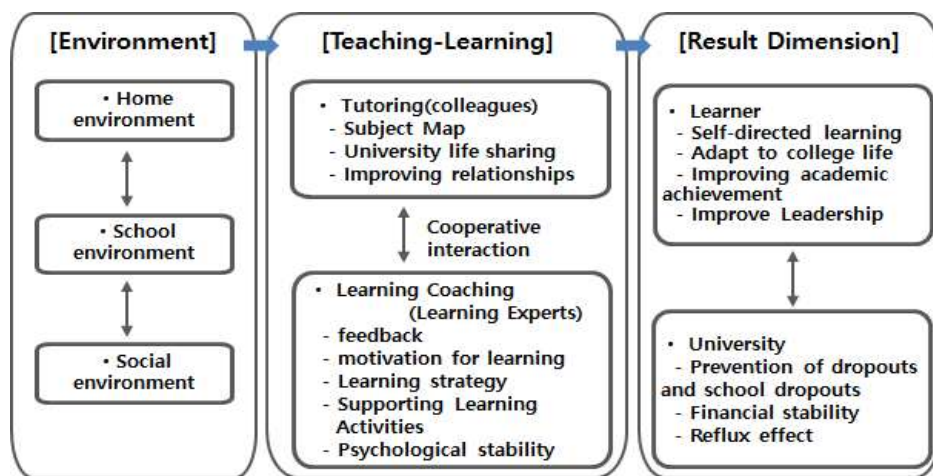 [Environment]
• Home
environment
• School
environment
• Social
environment
[Teaching-Learning]
• Tutoring(colleagues)
- Subject Map
- University life sharing
- Improving relationships
Cooperative
interaction
• Learning Coaching
(Learning Experts)
- feedback
- motivation for learning
- Learning strategy
- Supporting Learning
Activities
- Psychological stability
[Result Dimension]
• Learner
- Self-directed learning
- Adapt to college life
- Improving academic
achievement
- Improve Leadership
• University
- Prevention of dropouts
and school dropouts
- Financial stability
- Reflux effect